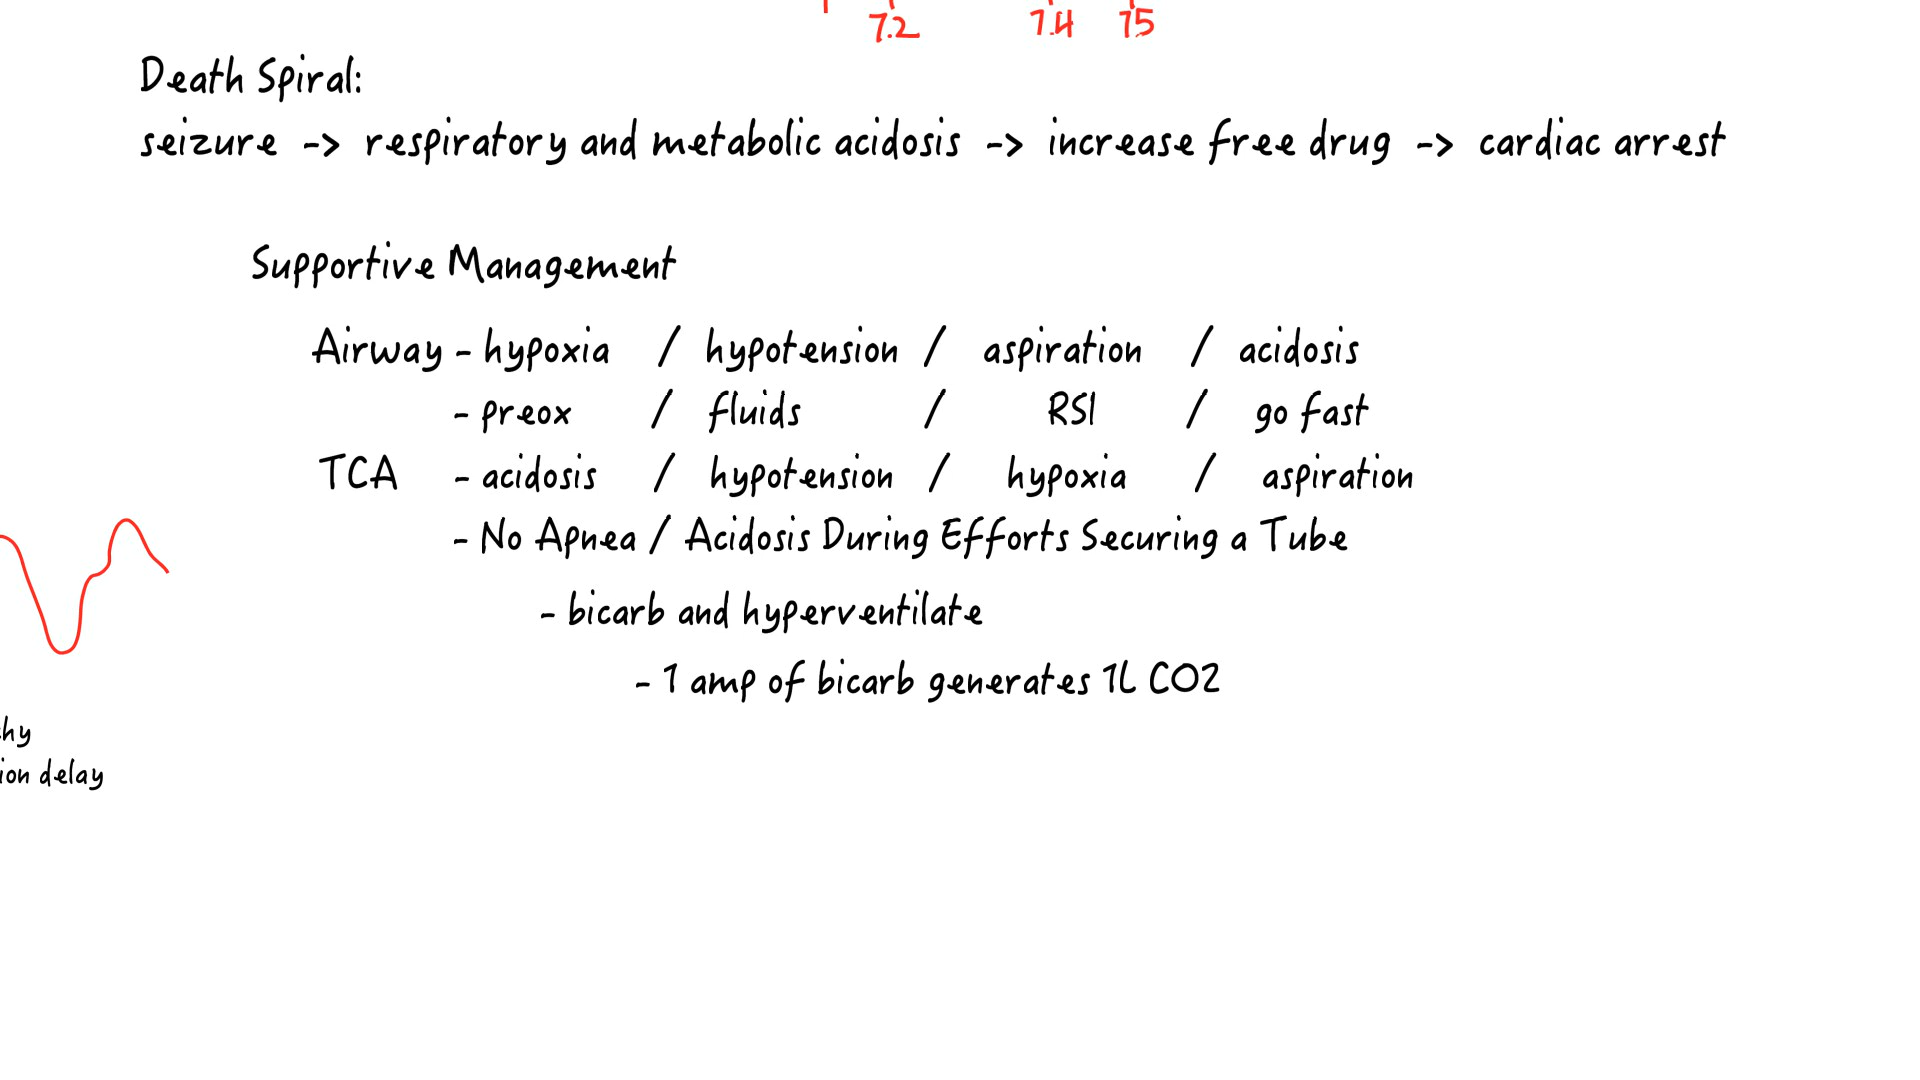 7.2 7.4 7.5
Death Spiral:
seizure -> respiratory and metabolic acidosis -> increase free drug -> cardiac arrest
Supportive Management
Airway - hypoxia / hypotension / aspiration / acidosis
- preox / fluids / RSI / go fast
TCA - acidosis / hypotension / hypoxia / aspiration
- No Apnea / Acidosis During Efforts Securing a Tube
- bicarb and hyperventilate
- 1 amp of bicarb generates 1L CO2
hy
ion delay